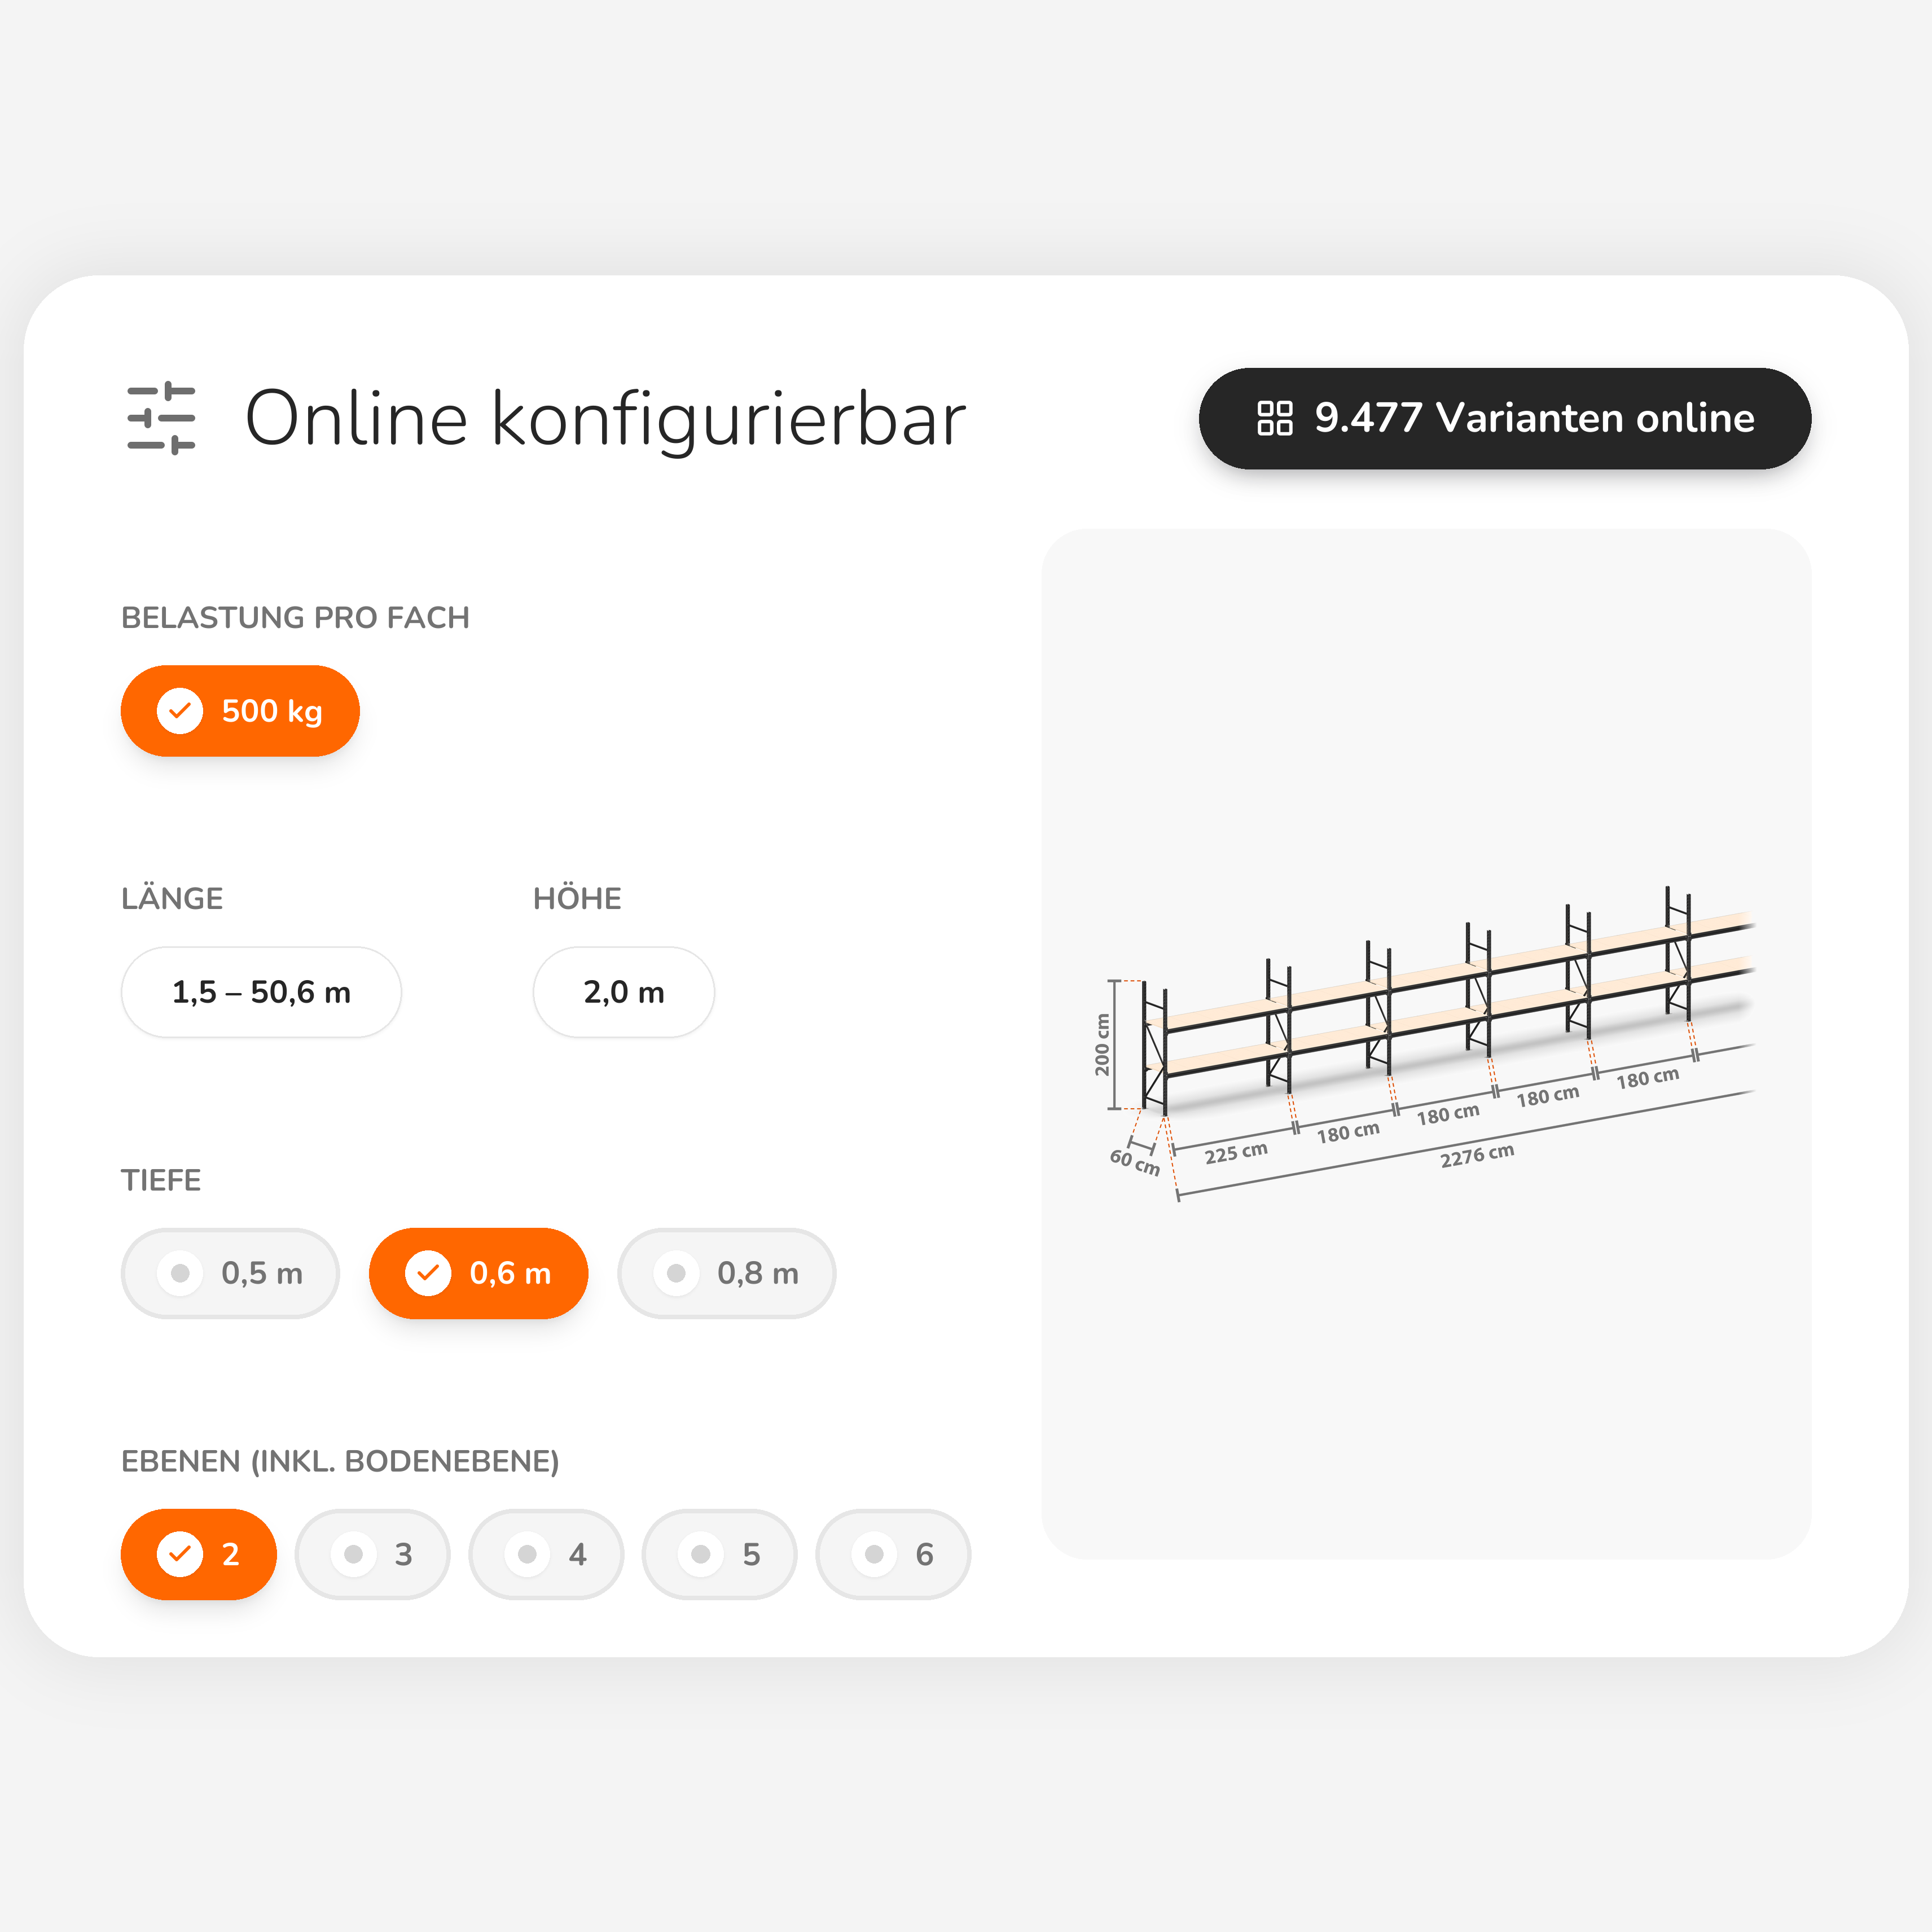 Online konfigurierbar
9.477 Varianten online
BELASTUNG PRO FACH
500 kg
LÄNGE
HÖHE
1,5 – 50,6 m
2,0 m
TIEFE
0,5 m
0,6 m
0,8 m
EBENEN (INKL. BODENEBENE)
2
3
4
5
6
200 cm
60 cm
225 cm
180 cm
180 cm
180 cm
180 cm
2276 cm